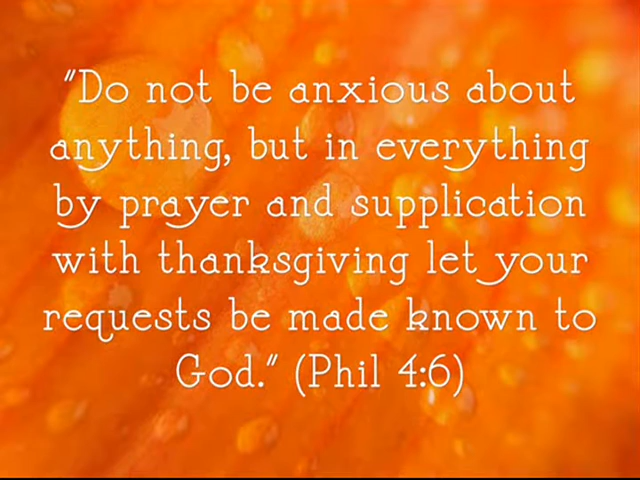 "Do not be anxious about
anything, but in everything
by prayer and supplication
with thanksgiving let your
requests be made known to
God." (Phil 4:6)